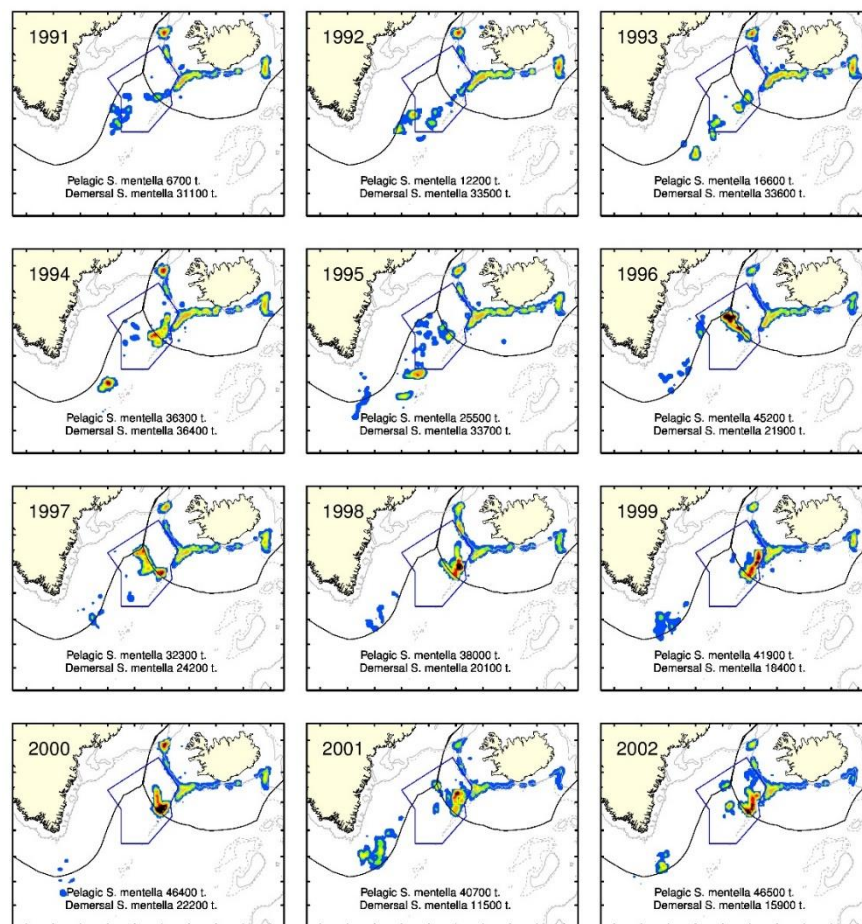 1991
Pelagic S. mentella 6700 t.
Demersal S. mentella 31100 t.
1992
Pelagic S. mentella 12200 t.
Demersal S. mentella 33500 t.
1993
Pelagic S. mentella 16600 t.
Demersal S. mentella 33600 t.
1994
Pelagic S. mentella 36300 t.
Demersal S. mentella 36400 t.
1995
Pelagic S. mentella 25500 t.
Demersal S. mentella 33700 t.
1996
Pelagic S. mentella 45200 t.
Demersal S. mentella 21900 t.
1997
Pelagic S. mentella 32300 t.
Demersal S. mentella 24200 t.
1998
Pelagic S. mentella 38000 t.
Demersal S. mentella 20100 t.
1999
Pelagic S. mentella 41900 t.
Demersal S. mentella 18400 t.
2000
Pelagic S. mentella 46400 t.
Demersal S. mentella 22200 t.
2001
Pelagic S. mentella 40700 t.
Demersal S. mentella 11500 t.
2002
Pelagic S. mentella 46500 t.
Demersal S. mentella 15900 t.